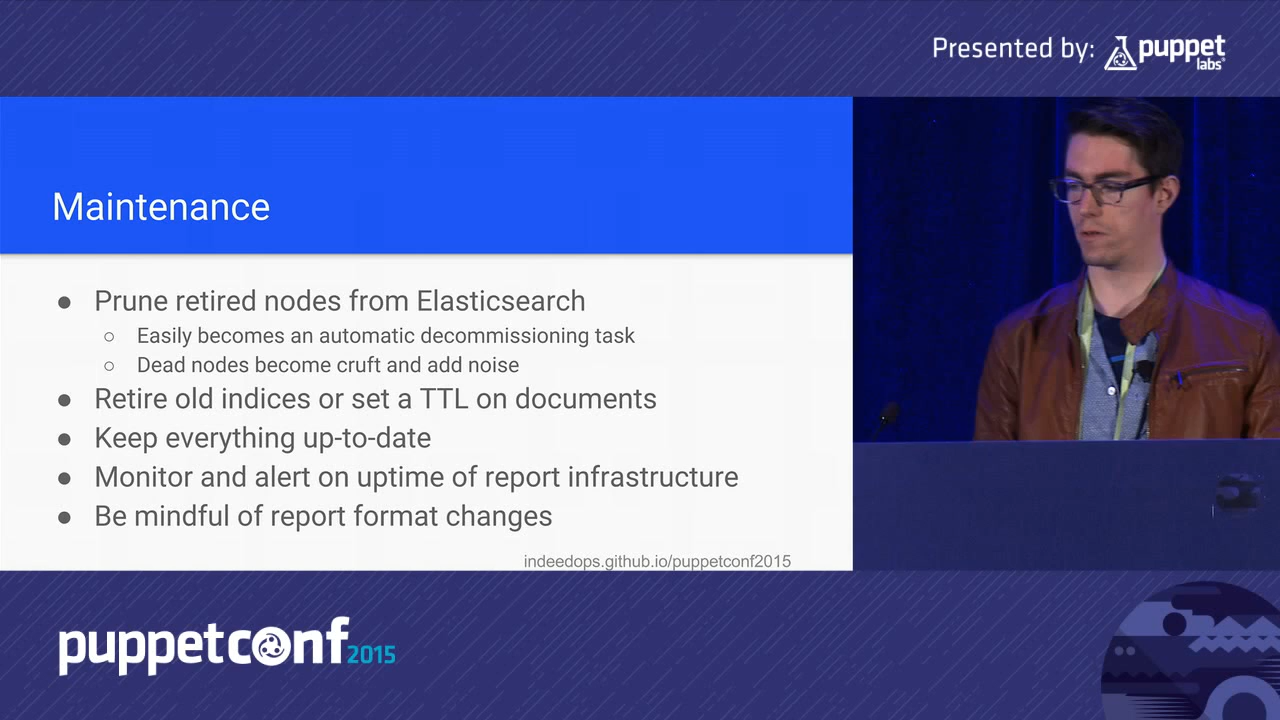 Presented by: puppet labs
Maintenance
● Prune retired nodes from Elasticsearch
○ Easily becomes an automatic decommissioning task
○ Dead nodes become cruft and add noise
● Retire old indices or set a TTL on documents
● Keep everything up-to-date
● Monitor and alert on uptime of report infrastructure
● Be mindful of report format changes
indeedops.github.io/puppetconf2015
puppetconf 2015